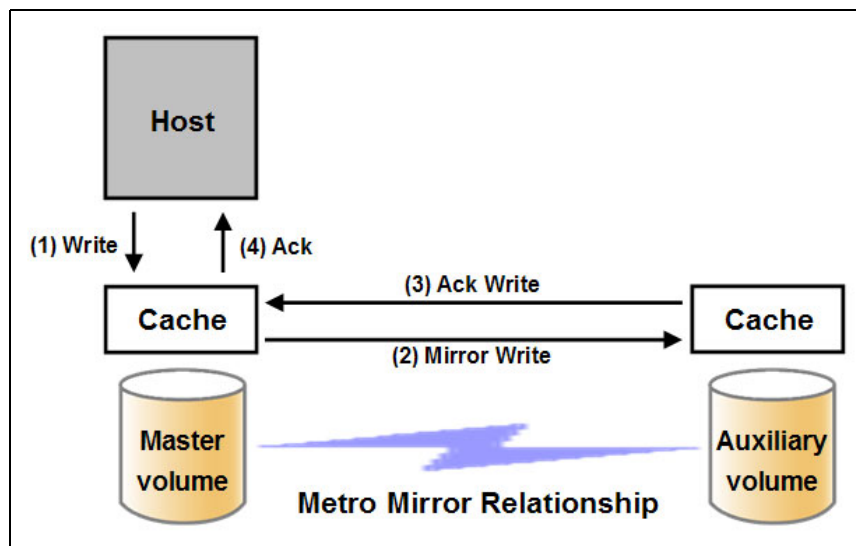 Host
(1) Write
(4) Ack
(3) Ack Write
Cache
Cache
(2) Mirror Write
Master
volume
Auxiliary
volume
Metro Mirror Relationship